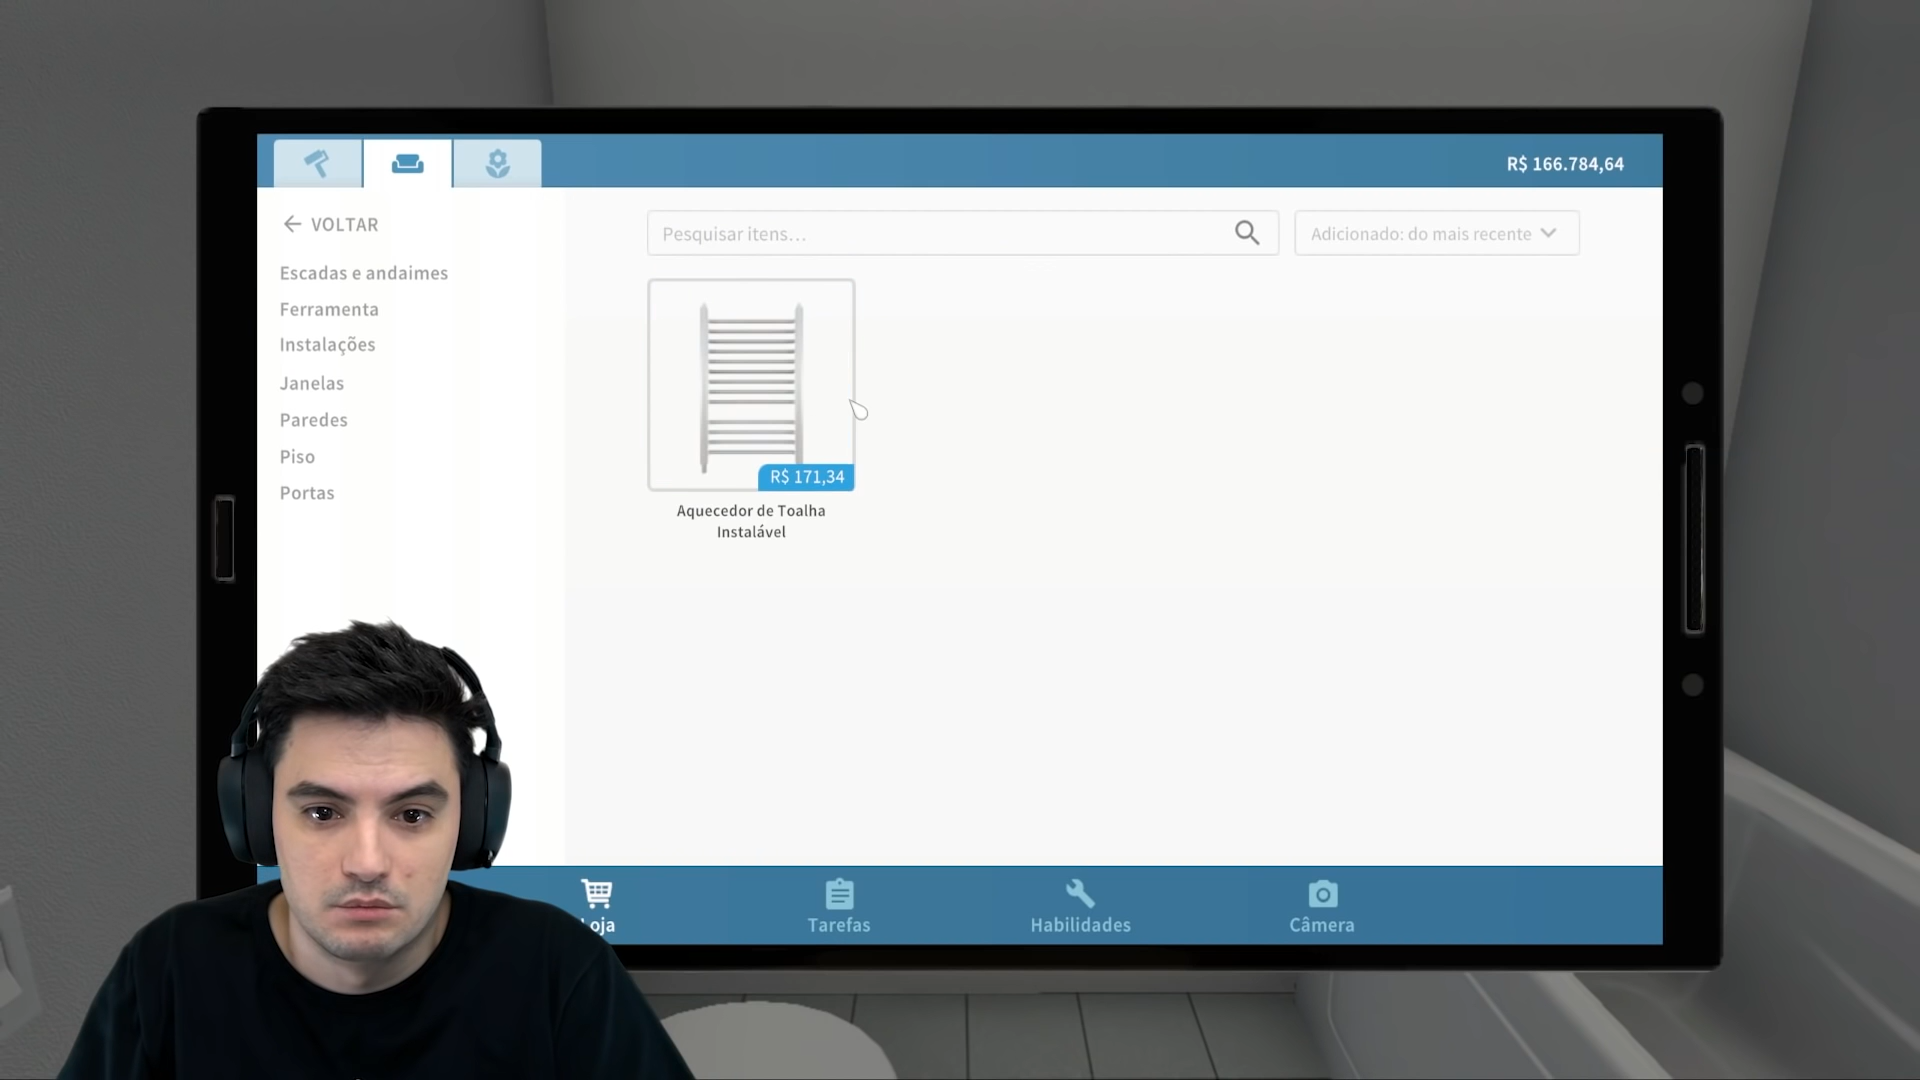 R$ 166.784,64
VOLTAR
Pesquisar itens...
Adicionado: do mais recente
Escadas e andaimes
Ferramenta
Instalações
Janelas
Paredes
Piso
Portas
R$ 171,34
Aquecedor de Toalha
Instalável
Loja
Tarefas
Habilidades
Câmera